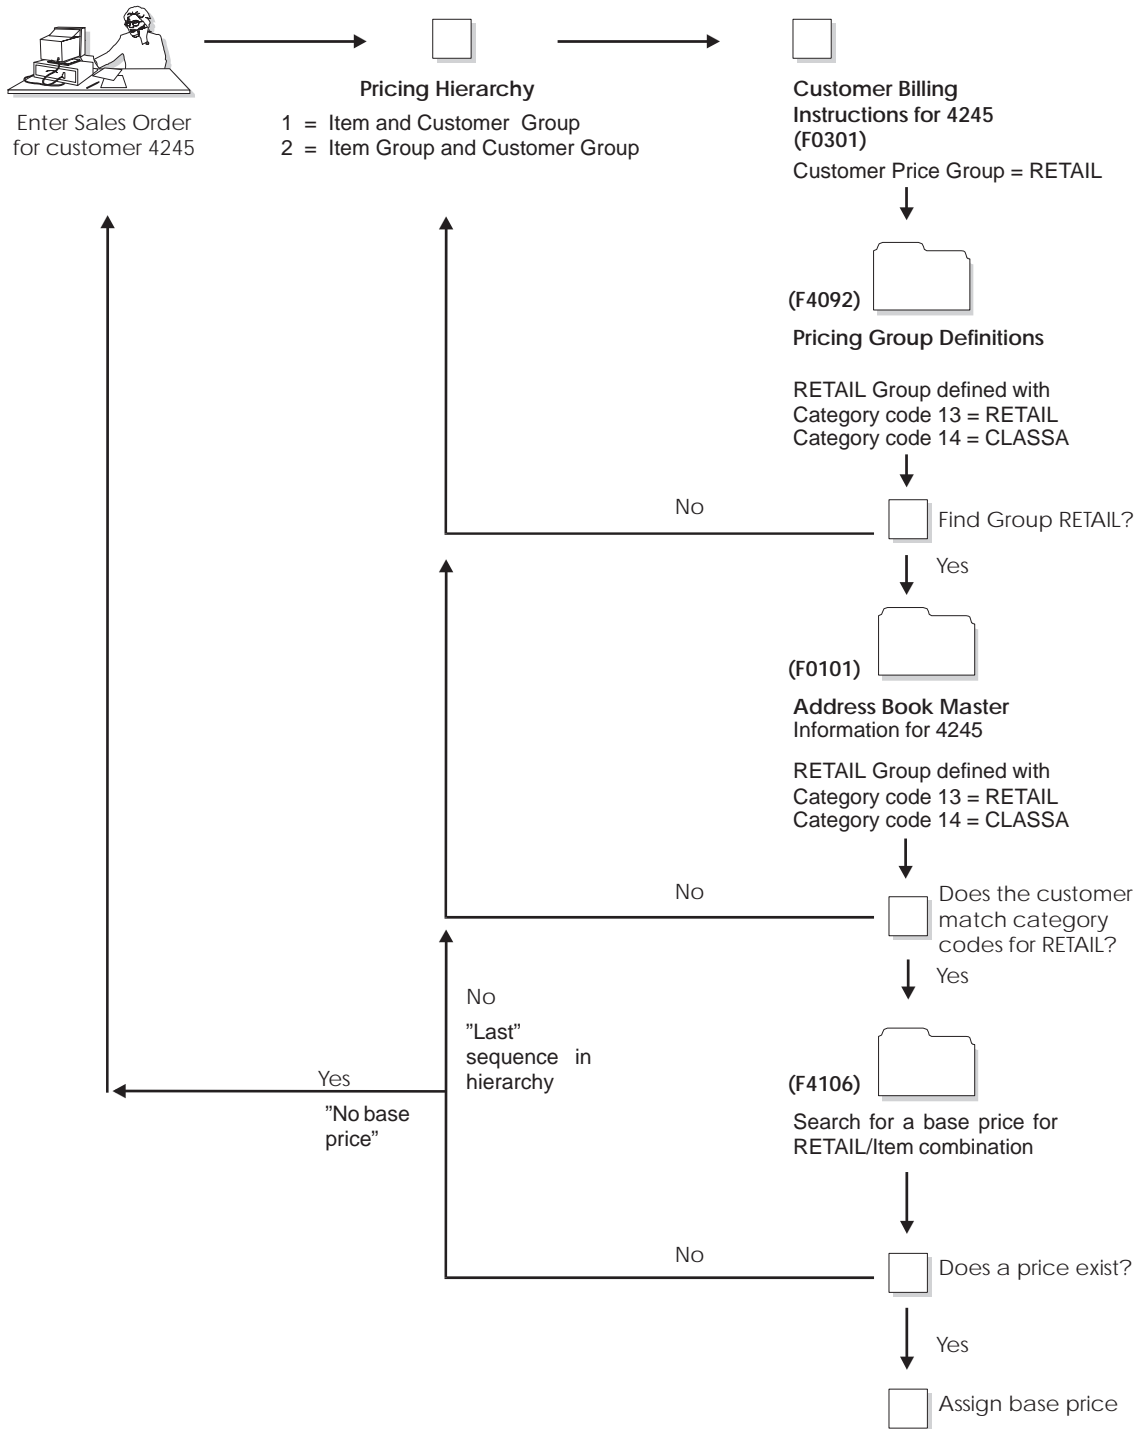 Enter Sales Order
for customer 4245
Pricing Hierarchy
1 = Item and Customer Group
2 = Item Group and Customer Group
Customer Billing
Instructions for 4245
(F0301)
Customer Price Group = RETAIL
(F4092)
Pricing Group Definitions
RETAIL Group defined with
Category code 13 = RETAIL
Category code 14 = CLASSA
No
Find Group RETAIL?
Yes
(F0101)
Address Book Master
Information for 4245
RETAIL Group defined with
Category code 13 = RETAIL
Category code 14 = CLASSA
No
Does the customer
match category
codes for RETAIL?
Yes
No
”Last”
sequence in
hierarchy
Yes
”No base
price”
(F4106)
Search for a base price for
RETAIL/Item combination
No
Does a price exist?
Yes
Assign base price